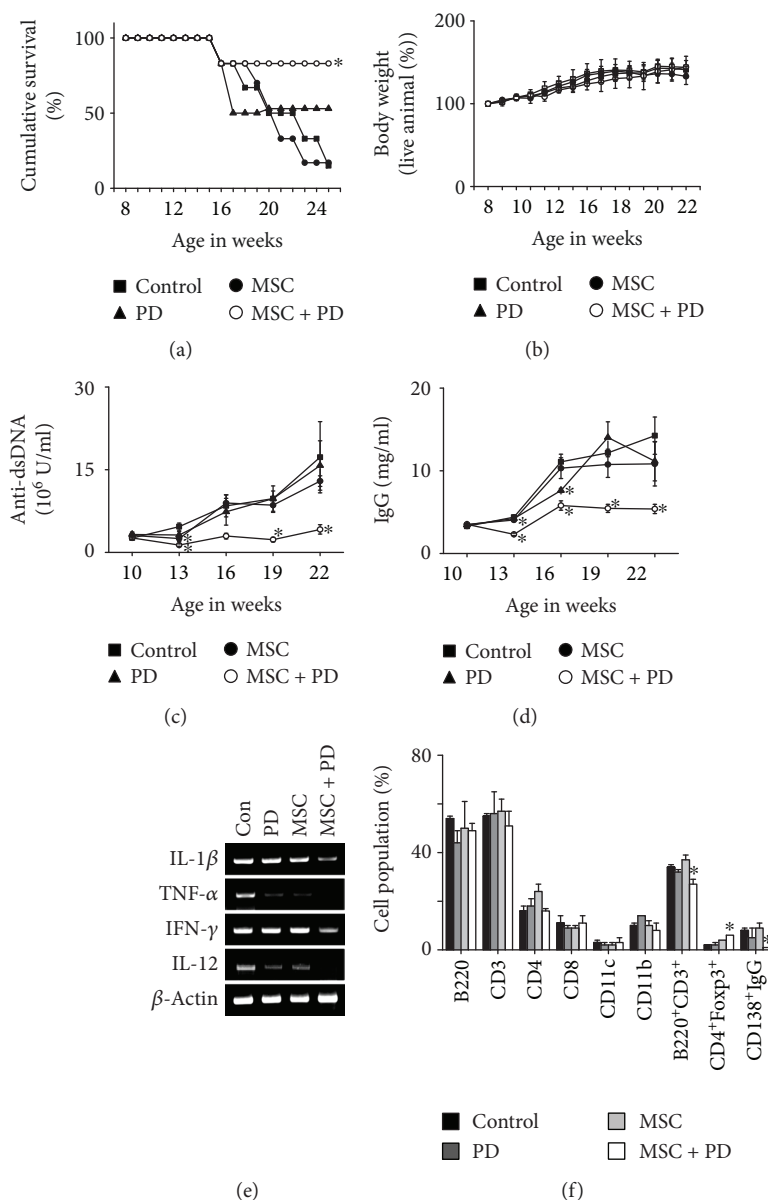 Cumulative survival
(%)
100
50
0
8 12 16 20 24
Age in weeks
*
Control MSC
PD MSC + PD
(a)
Body weight
(live animal (%))
200
100
0
8 10 12 14 16 18 20 22
Age in weeks
Control MSC
PD MSC + PD
(b)
Anti-dsDNA
(10⁶ U/ml)
30
15
0
10 13 16 19 22
Age in weeks
* * * *
Control MSC
PD MSC + PD
(c)
IgG (mg/ml)
20
10
0
10 13 16 19 22
Age in weeks
* * * * * *
Control MSC
PD MSC + PD
(d)
Con PD MSC MSC + PD
IL-1β
TNF-α
IFN-γ
IL-12
β-Actin
(e)
Cell population (%)
80
40
0
* * *
B220 CD3 CD4 CD8 CD11c CD11b B220⁺CD3⁺ CD4⁺Foxp3⁺ CD138⁺IgG
Control MSC
PD MSC + PD
(f)